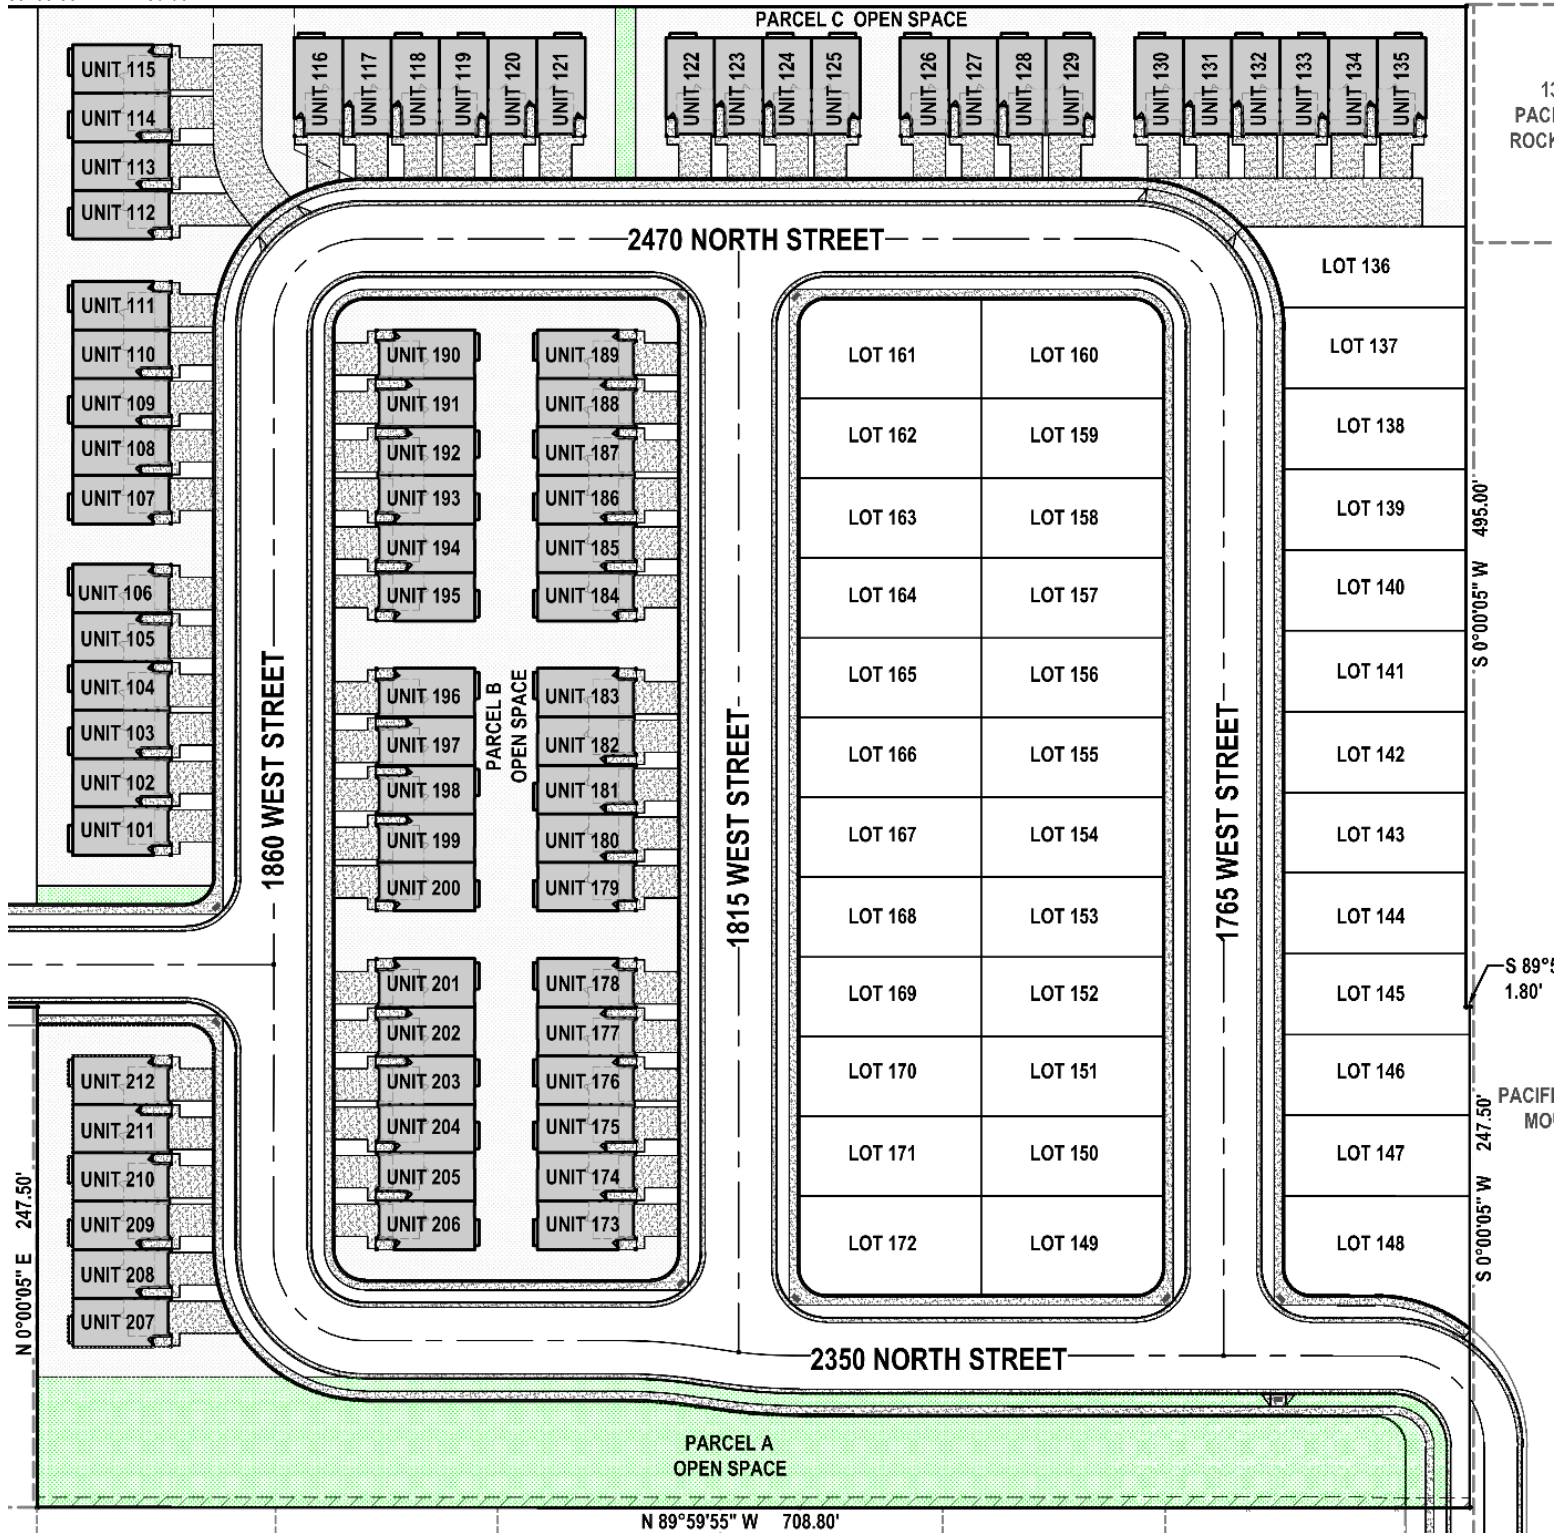 PARCEL C OPEN SPACE
UNIT 115
UNIT 114
UNIT 113
UNIT 112
UNIT 116
UNIT 117
UNIT 118
UNIT 119
UNIT 120
UNIT 121
UNIT 122
UNIT 123
UNIT 124
UNIT 125
UNIT 126
UNIT 127
UNIT 128
UNIT 129
UNIT 130
UNIT 131
UNIT 132
UNIT 133
UNIT 134
UNIT 135
2470 NORTH STREET
UNIT 111
UNIT 110
UNIT 109
UNIT 108
UNIT 107
UNIT 106
UNIT 105
UNIT 104
UNIT 103
UNIT 102
UNIT 101
1860 WEST STREET
UNIT 190
UNIT 191
UNIT 192
UNIT 193
UNIT 194
UNIT 195
UNIT 196
UNIT 197
UNIT 198
UNIT 199
UNIT 200
UNIT 201
UNIT 202
UNIT 203
UNIT 204
UNIT 205
UNIT 206
PARCEL B
OPEN SPACE
UNIT 189
UNIT 188
UNIT 187
UNIT 186
UNIT 185
UNIT 184
UNIT 183
UNIT 182
UNIT 181
UNIT 180
UNIT 179
UNIT 178
UNIT 177
UNIT 176
UNIT 175
UNIT 174
UNIT 173
1815 WEST STREET
LOT 161
LOT 162
LOT 163
LOT 164
LOT 165
LOT 166
LOT 167
LOT 168
LOT 169
LOT 170
LOT 171
LOT 172
LOT 160
LOT 159
LOT 158
LOT 157
LOT 156
LOT 155
LOT 154
LOT 153
LOT 152
LOT 151
LOT 150
LOT 149
1765 WEST STREET
LOT 136
LOT 137
LOT 138
LOT 139
LOT 140
LOT 141
LOT 142
LOT 143
LOT 144
LOT 145
LOT 146
LOT 147
LOT 148
S 0°00'05" W 495.00'
S 89°5
1.80'
S 0°00'05" W 247.50'
UNIT 212
UNIT 211
UNIT 210
UNIT 209
UNIT 208
UNIT 207
N 0°00'05" E 247.50'
2350 NORTH STREET
PARCEL A
OPEN SPACE
N 89°59'55" W 708.80'